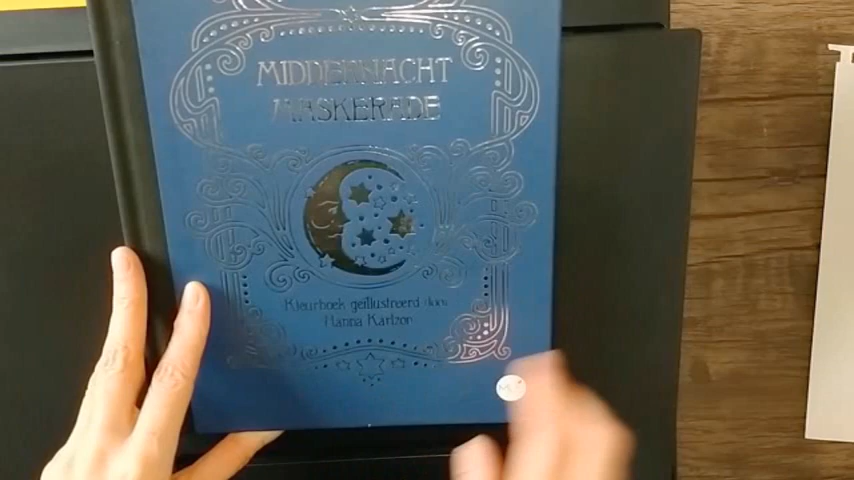 MIDDERNACHT
MASKERADE
Kleurboek geïllustreerd door
Hanna Karlzon